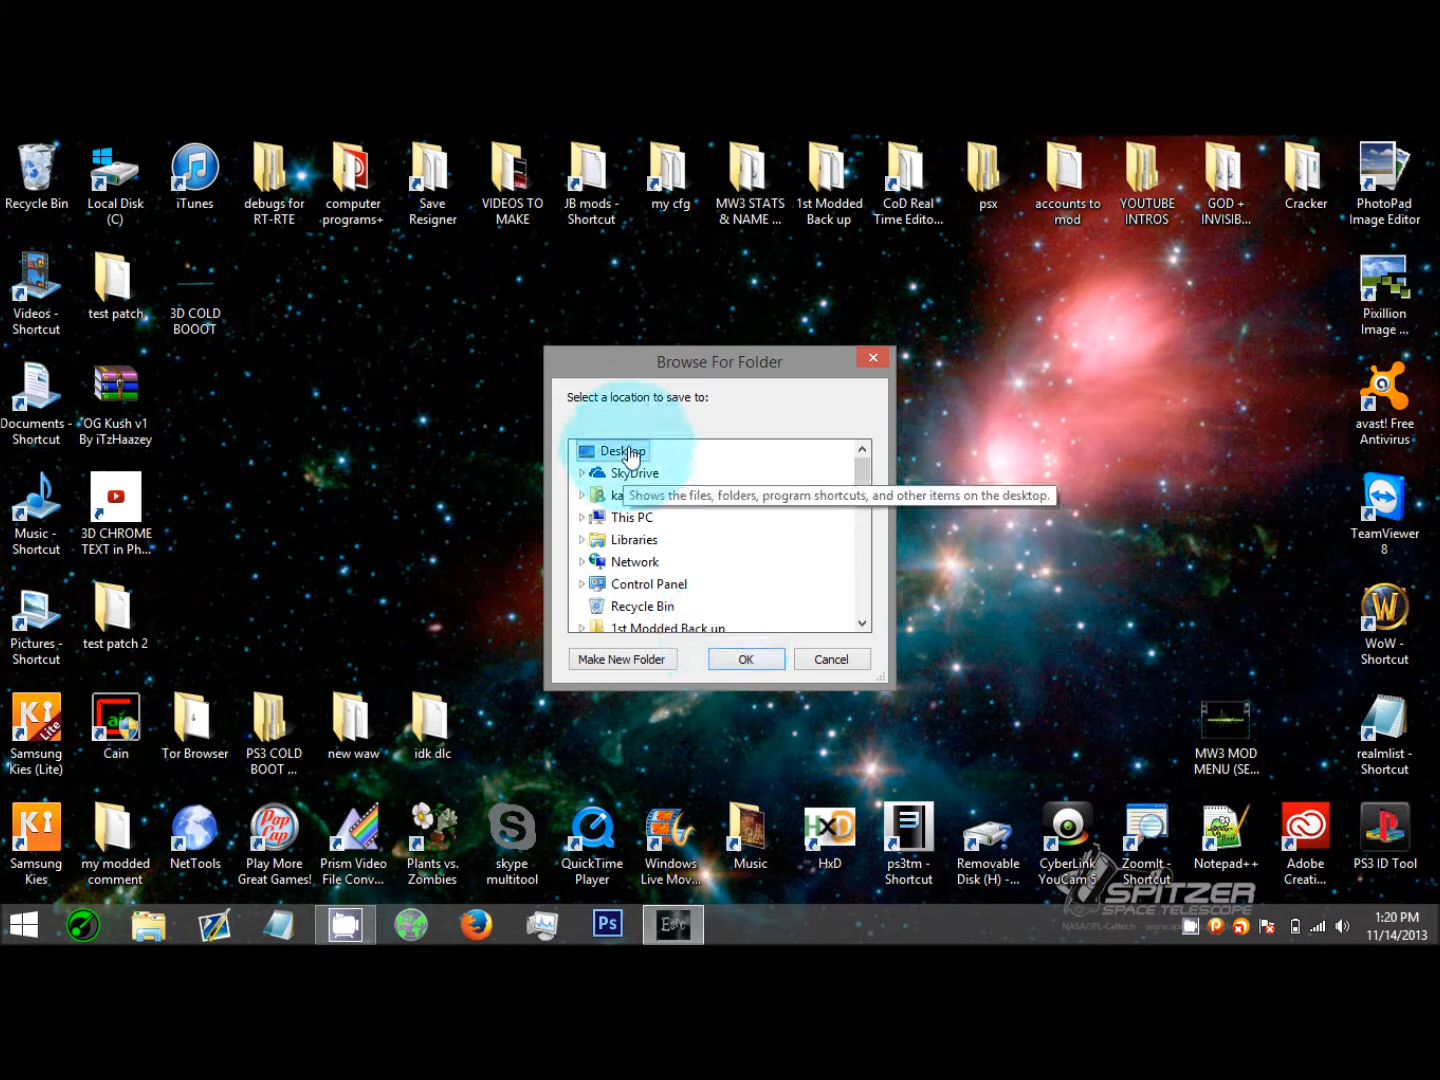 Recycle Bin
Local Disk
(C)
iTunes
debugs for
RT-RTE
computer
programs+
Save
Resigner
VIDEOS TO
MAKE
JB mods -
Shortcut
my cfg
MW3 STATS
& NAME ...
1st Modded
Back up
CoD Real
Time Edito...
psx
accounts to
mod
YOUTUBE
INTROS
GOD +
INVISIB...
Cracker
PhotoPad
Image Editor
Videos -
Shortcut
test patch
3D COLD
BOOOT
Pixillion
Image ...
Browse For Folder
Select a location to save to:
Desktop
SkyDrive
ka
Shows the files, folders, program shortcuts, and other items on the desktop.
This PC
Libraries
Network
Control Panel
Recycle Bin
1st Modded Back up
Make New Folder
OK
Cancel
Documents -
Shortcut
OG Kush v1
By iTzHaazey
avast! Free
Antivirus
Music -
Shortcut
3D CHROME
TEXT in Ph...
TeamViewer
8
Pictures -
Shortcut
test patch 2
WoW -
Shortcut
Ki
Lite
Samsung
Kies (Lite)
Cain
Tor Browser
PS3 COLD
BOOT ...
new waw
idk dlc
MW3 MOD
MENU (SE...
realmlist -
Shortcut
Ki
Samsung
Kies
my modded
comment
NetTools
Pop
Cap
Play More
Great Games!
Prism Video
File Conv...
Plants vs.
Zombies
skype
multitool
QuickTime
Player
Windows
Live Mov...
Music
HxD
HxD
ps3tm -
Shortcut
Removable
Disk (H) -...
CyberLink
YouCam 5
ZoomIt -
Shortcut
Notepad++
Adobe
Creati...
PS3 ID Tool
SPITZER
SPACE TELESCOPE
NASA/JPL-Caltech
Ps
1:20 PM
11/14/2013